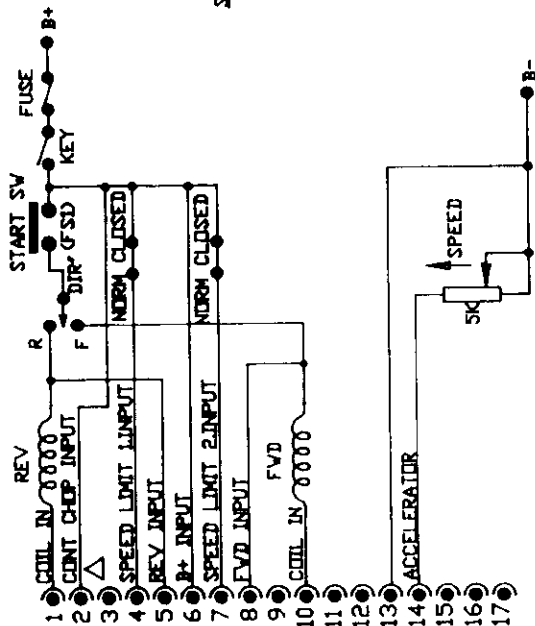 B+
FUSE
KEY
START SW
(FS1)
DIR'
R
F
NORM CLOSED
NORM CLOSED
REV
COIL IN
CONT CHOP INPUT
SPEED LIMIT 1.INPUT
REV INPUT
B+ INPUT
SPEED LIMIT 2.INPUT
FWD INPUT
FWD
COIL IN
ACCELERATOR
5K
SPEED
B-
1
2
3
4
5
6
7
8
9
10
11
12
13
14
15
16
17